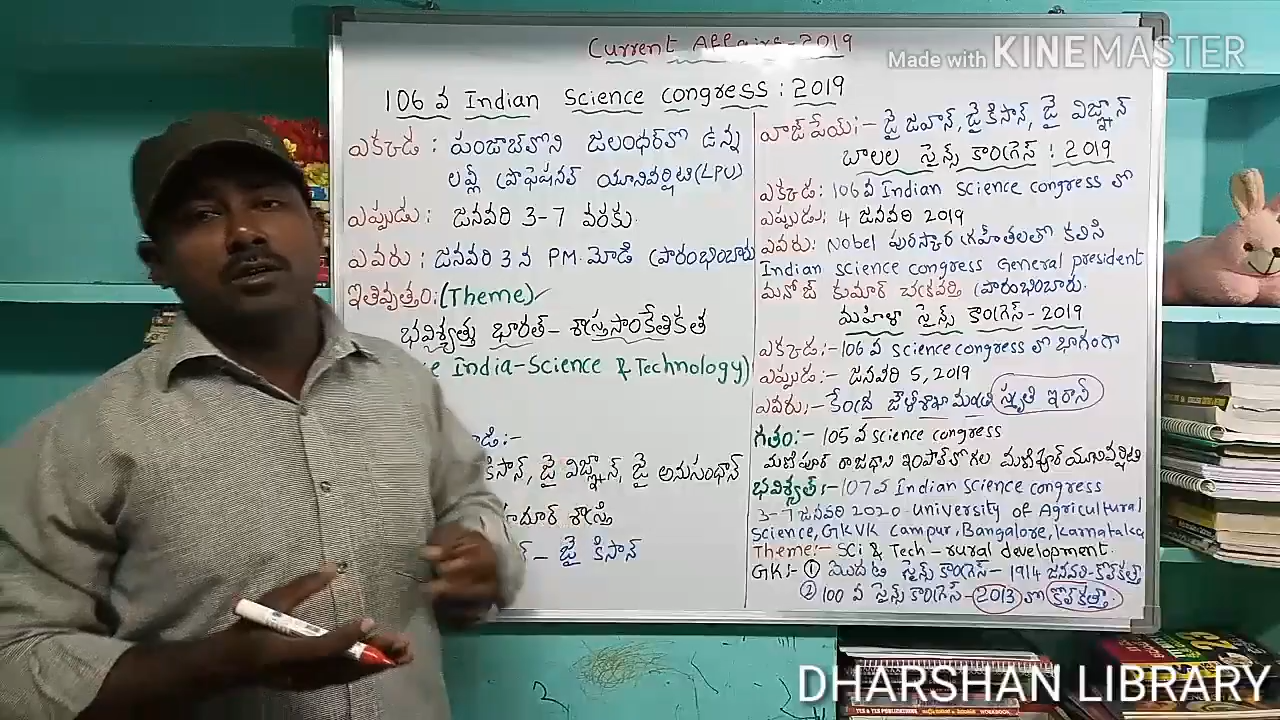 Current Affairs-2019
Made with KINEMASTER
106 వ Indian Science Congress : 2019
ఎక్కడ : పంజాబ్‌లోని జలంధర్‌లో ఉన్న
లవ్లీ ప్రొఫెషనల్ యూనివర్శిటి(LPU)
ఎప్పుడు : జనవరి 3-7 వరకు.
ఎవరు : జనవరి 3 న PM మోడి ప్రారంభించారు
ఇతివృత్తం:(Theme)
భవిశ్యత్తు భారత్- శాస్త్రసాంకేతికత
India-Science & Technology)
కిసాన్, జై విజ్ఞాన్, జై అనుసంధాన్
శాస్త్రి
- జై కిసాన్
వాజ్‌పేయ్:- జై జవాన్, జై కిసాన్, జై విజ్ఞాన్
బాలల సైన్స్ కాంగ్రెస్ : 2019
ఎక్కడ: 106 వ Indian science congress లో
ఎప్పుడు: 4 జనవరి 2019
ఎవరు: Nobel పురస్కార గ్రహీతలతో కలిసి
Indian science congress General president
మనోజ్ కుమార్ చక్రవర్తి ప్రారంభించారు.
మహిళా సైన్స్ కాంగ్రెస్-2019
ఎక్కడ:-106 వ science congress లో భాగంగా
ఎప్పుడు:- జనవరి 5, 2019
ఎవరు:- కేంద్ర జౌళిశాఖ మంత్రి స్మృతి ఇరానీ
గతం:- 105 వ science congress
మణిపూర్ రాజధాని ఇంఫాల్‌లోగల మణిపూర్ యూనివర్శిటి
భవిశ్యత్:-107వ Indian Science congress
3-7 జనవరి 2020-University of Agricultural
Science, GKVK Campur, Bangalore, Karnataka
Theme:- Sci & Tech - rural development.
GK:- ① మొదటి సైన్స్ కాంగ్రెస్- 1914 జనవరి-కొల్‌కత్తా
② 100 వ సైన్స్ కాంగ్రెస్-2013 లో కొల్‌కత్తా.
DHARSHAN LIBRARY